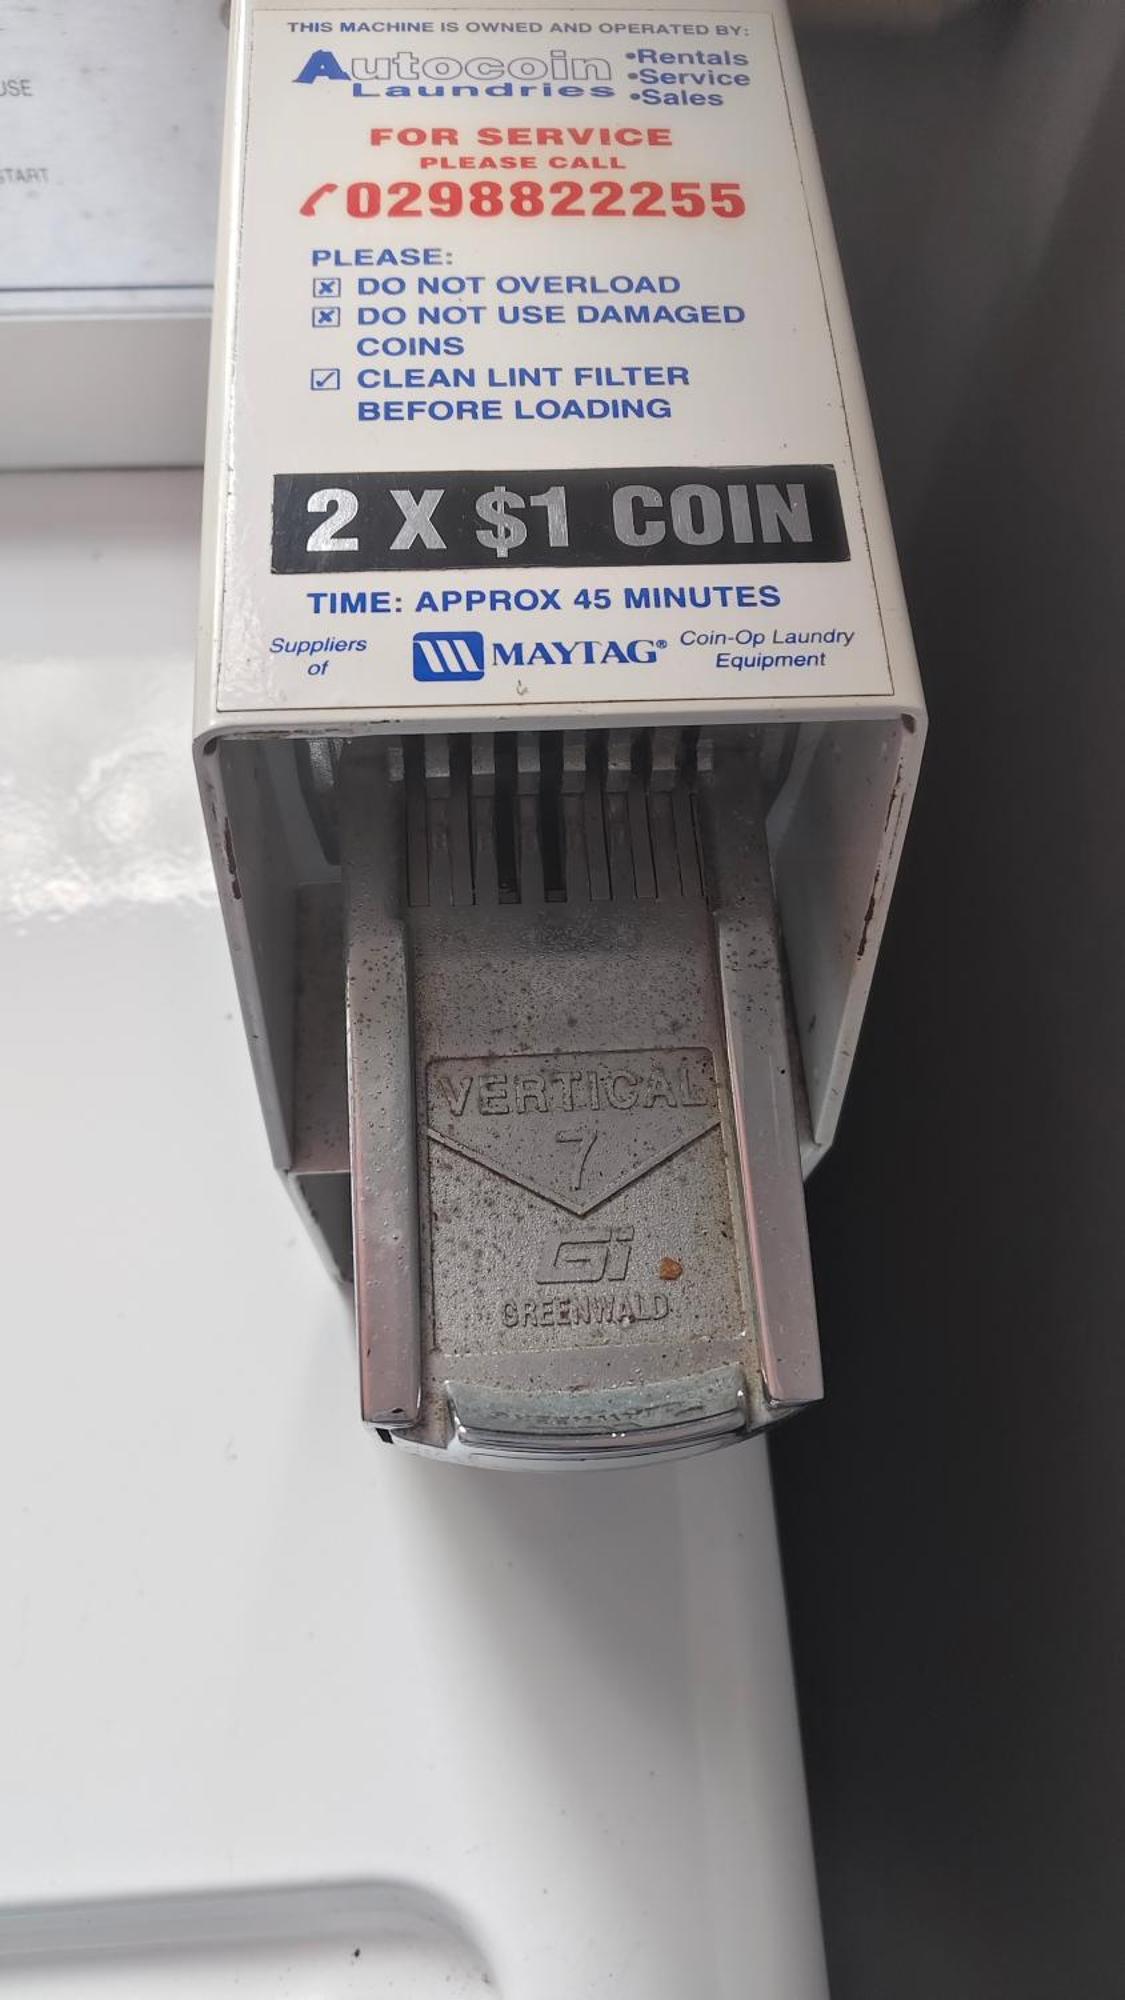 THIS MACHINE IS OWNED AND OPERATED BY:
Autocoin
Laundries
•Rentals
•Service
•Sales
FOR SERVICE
PLEASE CALL
0298822255
PLEASE:
DO NOT OVERLOAD
DO NOT USE DAMAGED
COINS
CLEAN LINT FILTER
BEFORE LOADING
2 X $1 COIN
TIME: APPROX 45 MINUTES
Suppliers
of
MAYTAG®
Coin-Op Laundry
Equipment
VERTICAL
7
Gi
GREENWALD
START